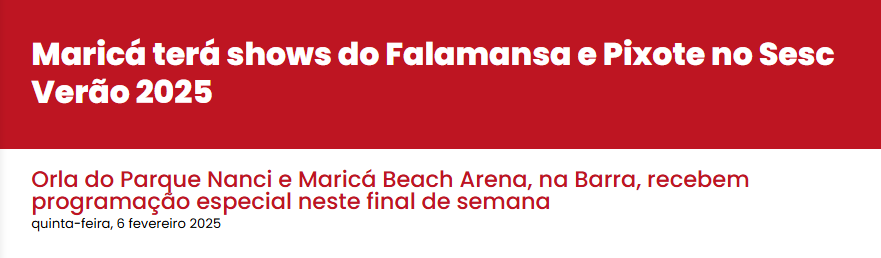 Maricá terá shows do Falamansa e Pixote no Sesc
Verão 2025
Orla do Parque Nanci e Maricá Beach Arena, na Barra, recebem
programação especial neste final de semana
quinta-feira, 6 fevereiro 2025